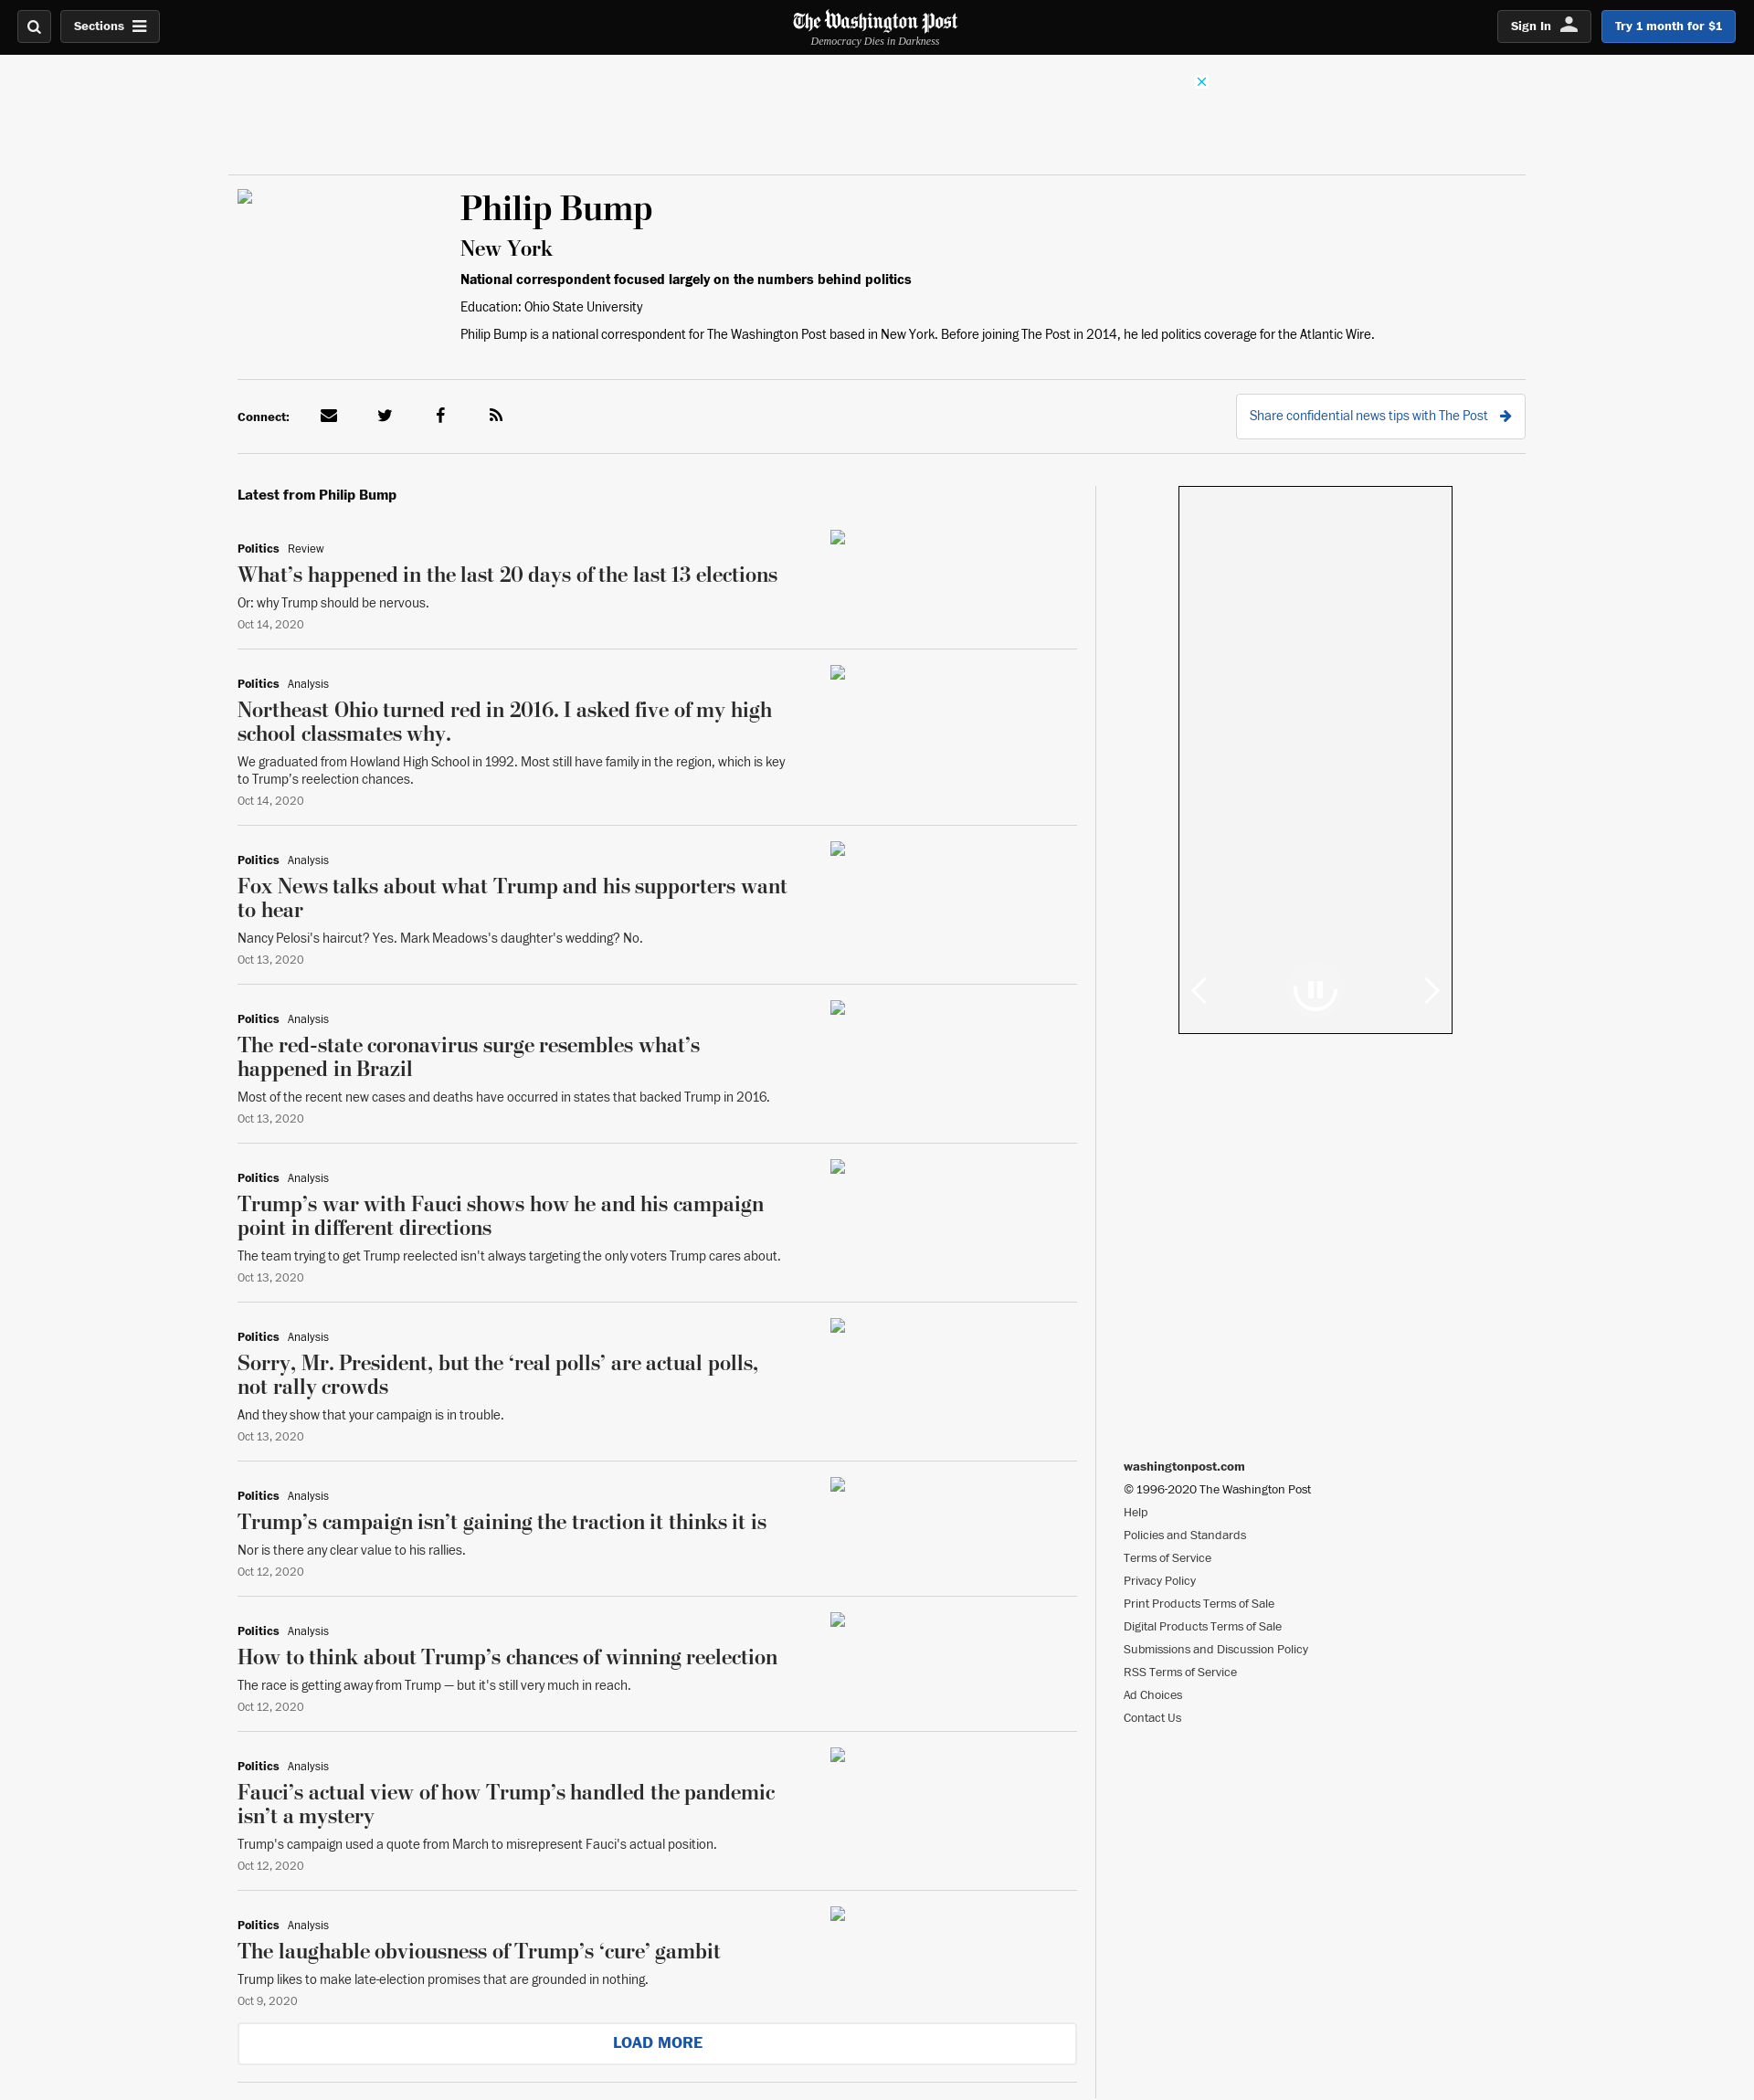 Sections
The Washington Post
Democracy Dies in Darkness
Sign In
Try 1 month for $1
Philip Bump
New York
National correspondent focused largely on the numbers behind politics
Education: Ohio State University
Philip Bump is a national correspondent for The Washington Post based in New York. Before joining The Post in 2014, he led politics coverage for the Atlantic Wire.
Connect:
Share confidential news tips with The Post
Latest from Philip Bump
Politics Review
What’s happened in the last 20 days of the last 13 elections
Or: why Trump should be nervous.
Oct 14, 2020
Politics Analysis
Northeast Ohio turned red in 2016. I asked five of my high
school classmates why.
We graduated from Howland High School in 1992. Most still have family in the region, which is key
to Trump's reelection chances.
Oct 14, 2020
Politics Analysis
Fox News talks about what Trump and his supporters want
to hear
Nancy Pelosi's haircut? Yes. Mark Meadows's daughter's wedding? No.
Oct 13, 2020
Politics Analysis
The red-state coronavirus surge resembles what’s
happened in Brazil
Most of the recent new cases and deaths have occurred in states that backed Trump in 2016.
Oct 13, 2020
Politics Analysis
Trump’s war with Fauci shows how he and his campaign
point in different directions
The team trying to get Trump reelected isn't always targeting the only voters Trump cares about.
Oct 13, 2020
Politics Analysis
Sorry, Mr. President, but the ‘real polls’ are actual polls,
not rally crowds
And they show that your campaign is in trouble.
Oct 13, 2020
Politics Analysis
Trump’s campaign isn’t gaining the traction it thinks it is
Nor is there any clear value to his rallies.
Oct 12, 2020
Politics Analysis
How to think about Trump’s chances of winning reelection
The race is getting away from Trump — but it's still very much in reach.
Oct 12, 2020
Politics Analysis
Fauci’s actual view of how Trump’s handled the pandemic
isn’t a mystery
Trump's campaign used a quote from March to misrepresent Fauci's actual position.
Oct 12, 2020
Politics Analysis
The laughable obviousness of Trump’s ‘cure’ gambit
Trump likes to make late-election promises that are grounded in nothing.
Oct 9, 2020
LOAD MORE
washingtonpost.com
© 1996-2020 The Washington Post
Help
Policies and Standards
Terms of Service
Privacy Policy
Print Products Terms of Sale
Digital Products Terms of Sale
Submissions and Discussion Policy
RSS Terms of Service
Ad Choices
Contact Us